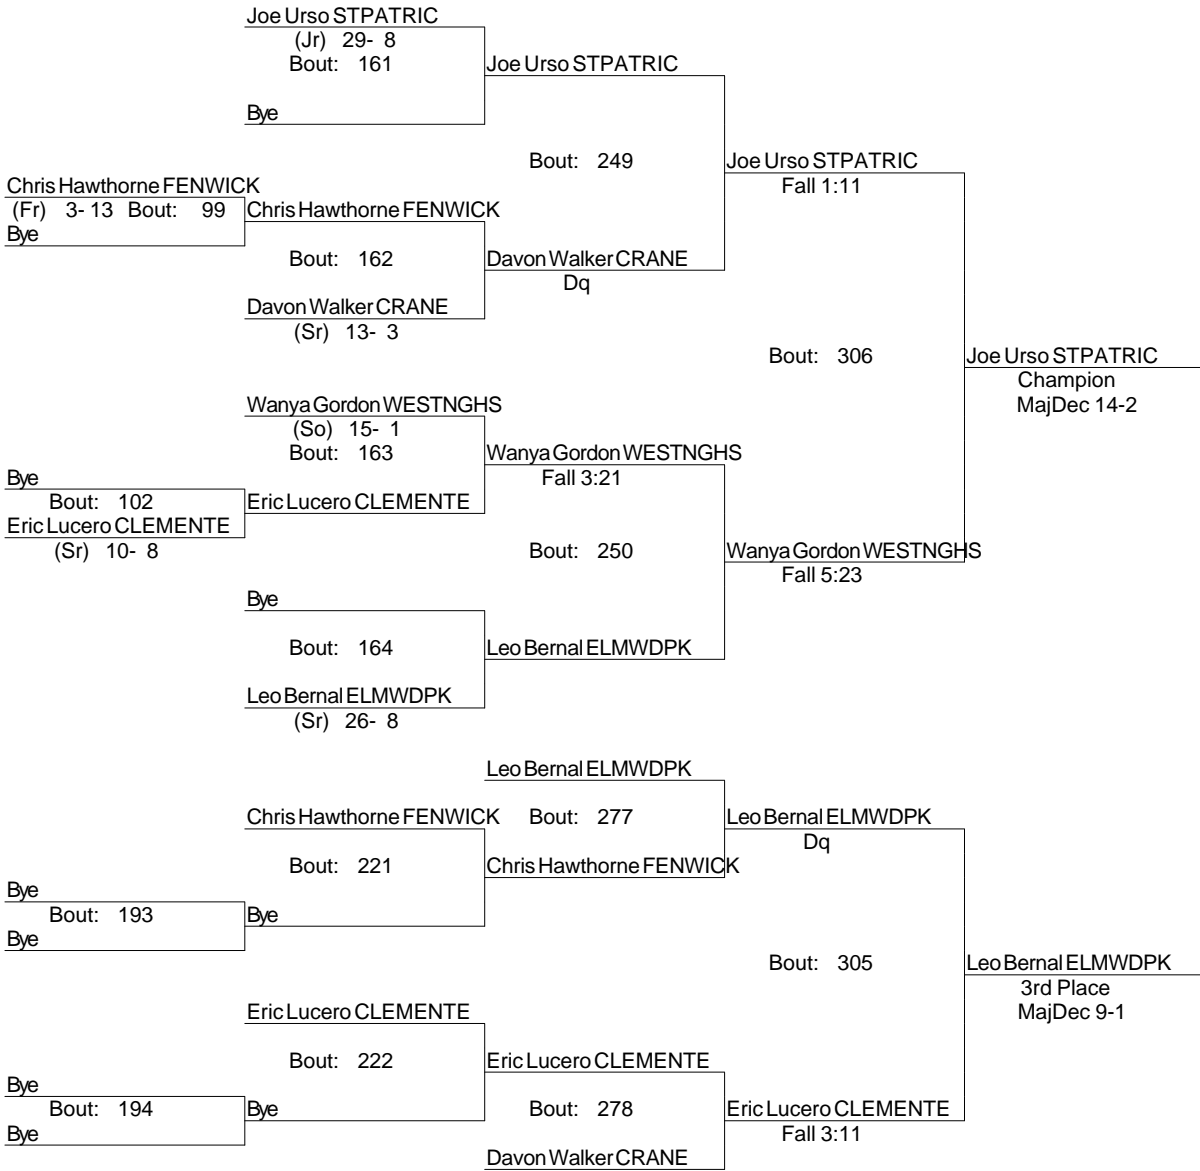 Joe Urso STPATRIC
(Jr) 29- 8
Bout: 161
Joe Urso STPATRIC
Bye
Bout: 249
Joe Urso STPATRIC
Fall 1:11
Chris Hawthorne FENWICK
(Fr) 3- 13 Bout: 99
Chris Hawthorne FENWICK
Bye
Bout: 162
Davon Walker CRANE
Dq
Davon Walker CRANE
(Sr) 13- 3
Bout: 306
Joe Urso STPATRIC
Champion
MajDec 14-2
Wanya Gordon WESTNGHS
(So) 15- 1
Bout: 163
Wanya Gordon WESTNGHS
Fall 3:21
Bye
Bout: 102
Eric Lucero CLEMENTE
Eric Lucero CLEMENTE
(Sr) 10- 8
Bout: 250
Wanya Gordon WESTNGHS
Fall 5:23
Bye
Bout: 164
Leo Bernal ELMWDPK
Leo Bernal ELMWDPK
(Sr) 26- 8
Leo Bernal ELMWDPK
Chris Hawthorne FENWICK
Bout: 277
Leo Bernal ELMWDPK
Dq
Bout: 221
Chris Hawthorne FENWICK
Bye
Bout: 193
Bye
Bye
Bout: 305
Leo Bernal ELMWDPK
3rd Place
MajDec 9-1
Eric Lucero CLEMENTE
Bout: 222
Eric Lucero CLEMENTE
Bye
Bout: 194
Bye
Bye
Bout: 278
Eric Lucero CLEMENTE
Fall 3:11
Davon Walker CRANE